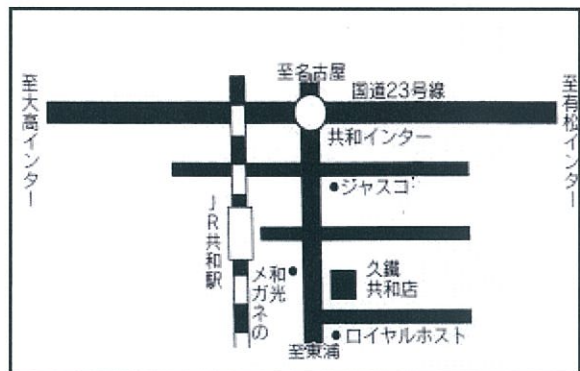 至名古屋
国道23号線
至大高インター
至有松インター
共和インター
●ジャスコ
JR共和駅
メガネの
和光●
久鐵
共和店
●ロイヤルホスト
至東浦